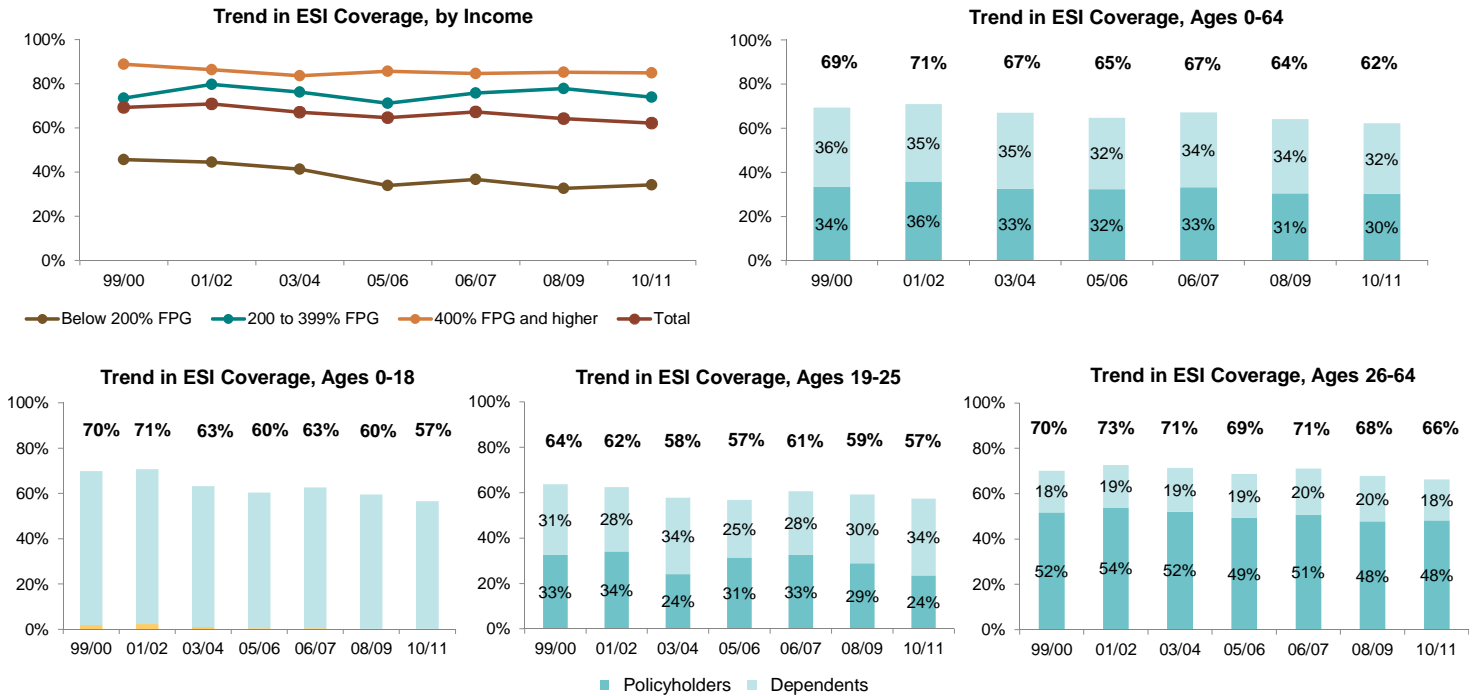 Trend in ESI Coverage, by Income
100%
80%
60%
40%
20%
0%
99/00 01/02 03/04 05/06 06/07 08/09 10/11
Below 200% FPG 200 to 399% FPG 400% FPG and higher Total
Trend in ESI Coverage, Ages 0-64
100%
80%
60%
40%
20%
0%
69% 71% 67% 65% 67% 64% 62%
36% 35% 35% 32% 34% 34% 32%
34% 36% 33% 32% 33% 31% 30%
99/00 01/02 03/04 05/06 06/07 08/09 10/11
Trend in ESI Coverage, Ages 0-18
100%
80%
60%
40%
20%
0%
70% 71% 63% 60% 63% 60% 57%
99/00 01/02 03/04 05/06 06/07 08/09 10/11
Trend in ESI Coverage, Ages 19-25
100%
80%
60%
40%
20%
0%
64% 62% 58% 57% 61% 59% 57%
31% 28% 34% 25% 28% 30% 34%
33% 34% 24% 31% 33% 29% 24%
99/00 01/02 03/04 05/06 06/07 08/09 10/11
Trend in ESI Coverage, Ages 26-64
100%
80%
60%
40%
20%
0%
70% 73% 71% 69% 71% 68% 66%
18% 19% 19% 19% 20% 20% 18%
52% 54% 52% 49% 51% 48% 48%
99/00 01/02 03/04 05/06 06/07 08/09 10/11
Policyholders Dependents